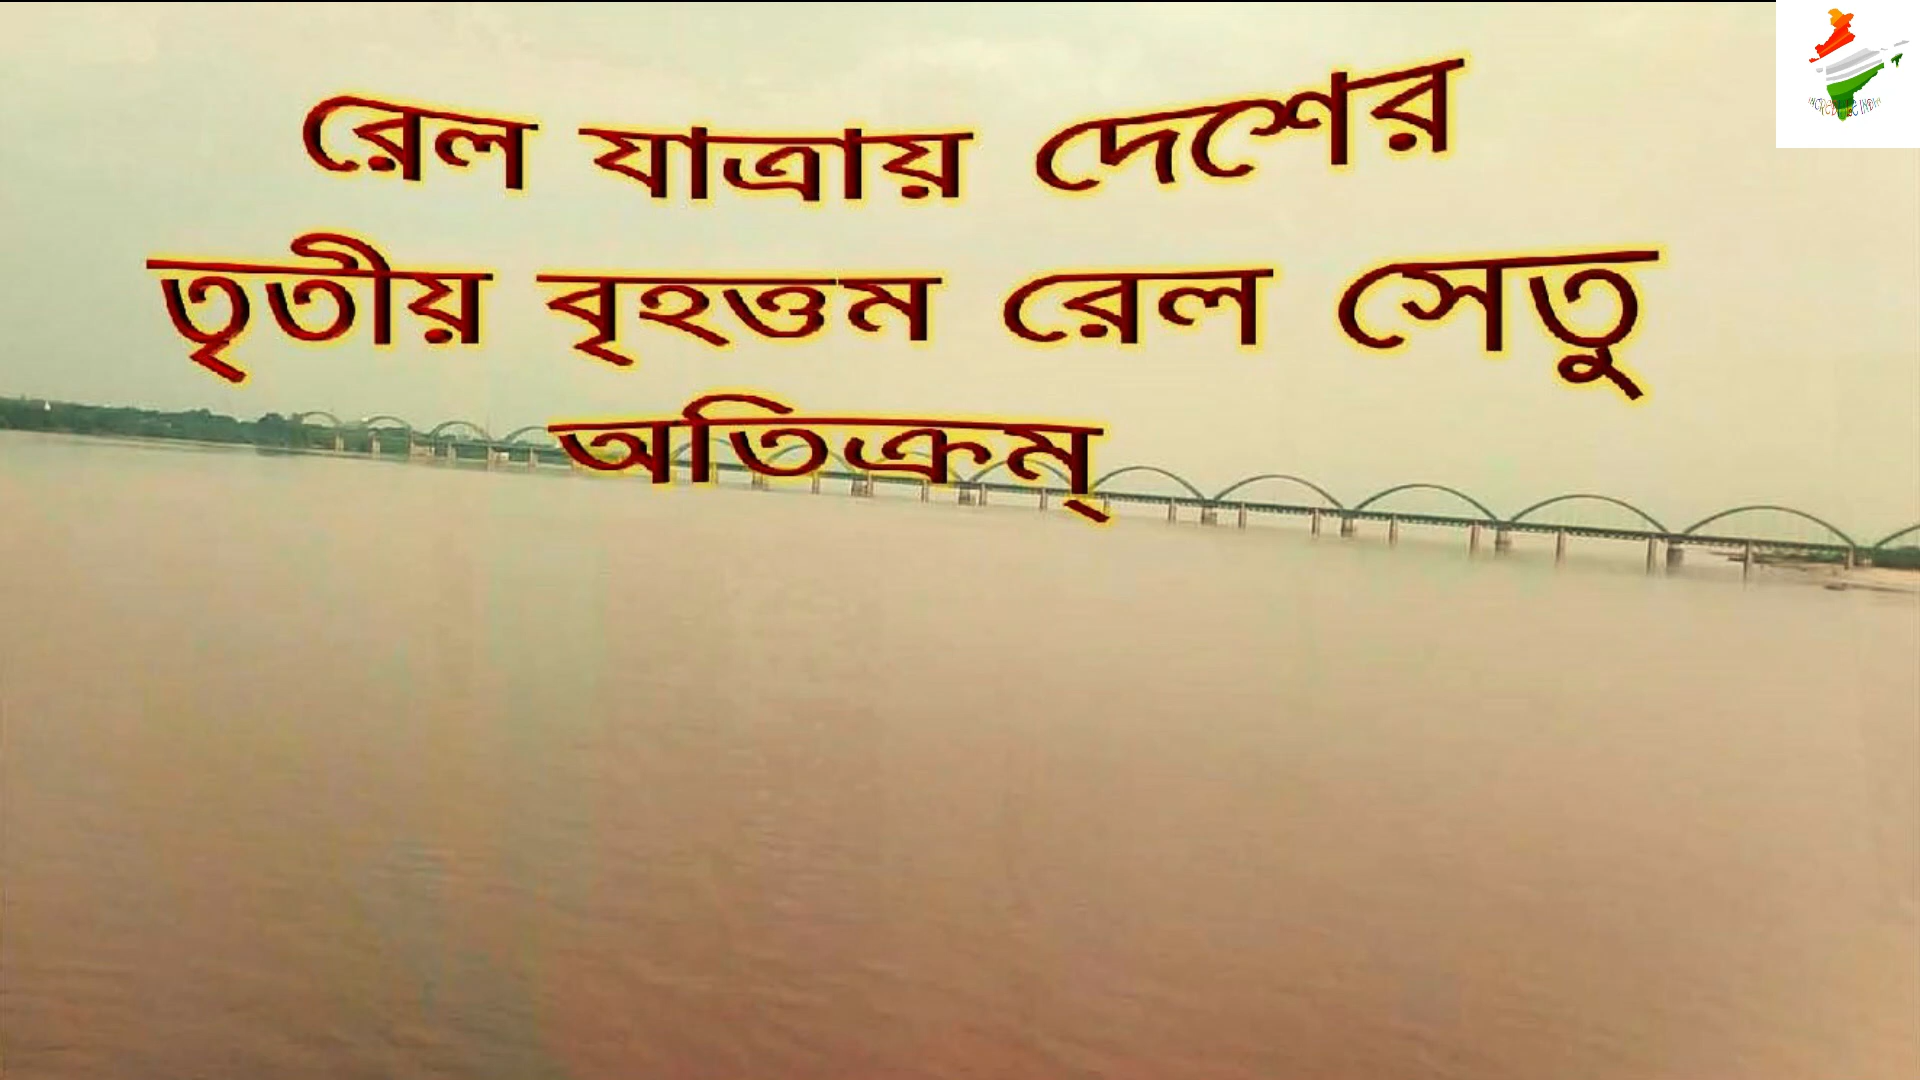 রেল যাত্রায় দেশের
তৃতীয় বৃহত্তম রেল সেতু
অতিক্রম্